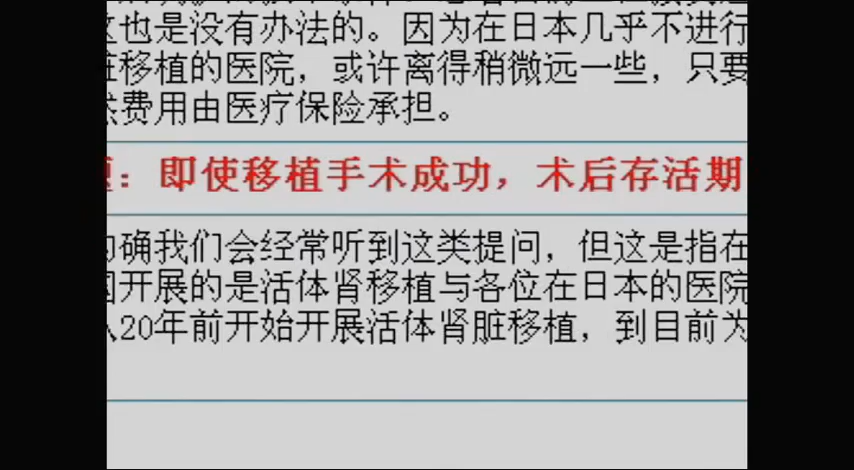 也是没有办法的。因为在日本几乎不进行
移植的医院，或许离得稍微远一些，只要
费用由医疗保险承担。
：即使移植手术成功，术后存活期
确我们会经常听到这类提问，但这是指在
开展的是活体肾移植与各位在日本的医院
20年前开始开展活体肾脏移植，到目前为